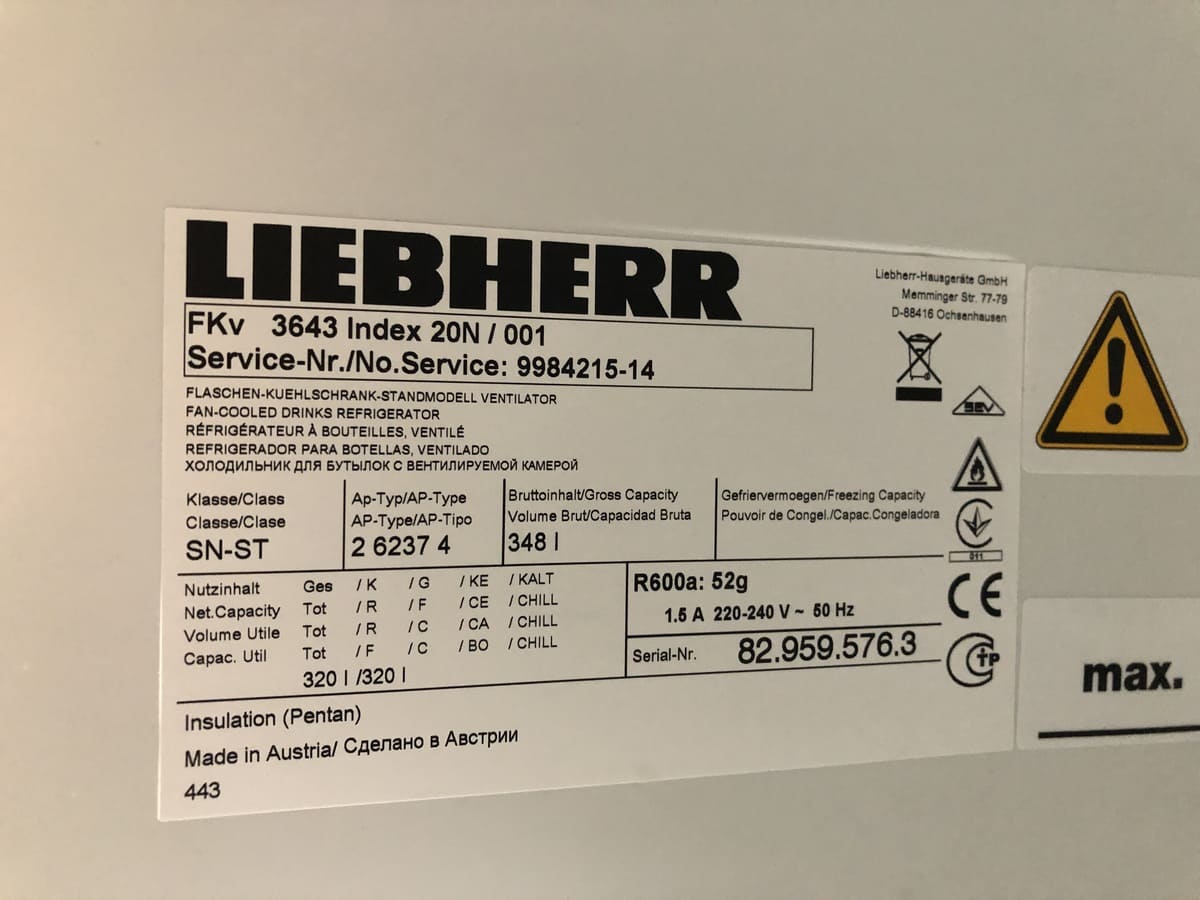 LIEBHERR
Liebherr-Hausgeräte GmbH
Memminger Str. 77-79
D-88416 Ochsenhausen
FKv 3643 Index 20N / 001
Service-Nr./No.Service: 9984215-14
FLASCHEN-KUEHLSCHRANK-STANDMODELL VENTILATOR
FAN-COOLED DRINKS REFRIGERATOR
RÉFRIGÉRATEUR À BOUTEILLES, VENTILÉ
REFRIGERADOR PARA BOTELLAS, VENTILADO
ХОЛОДИЛЬНИК ДЛЯ БУТЫЛОК С ВЕНТИЛИРУЕМОЙ КАМЕРОЙ
SEV
Klasse/Class
Classe/Clase
SN-ST
Ap-Typ/AP-Type
AP-Type/AP-Tipo
2 6237 4
Bruttoinhalt/Gross Capacity
Volume Brut/Capacidad Bruta
348 l
Gefriervermoegen/Freezing Capacity
Pouvoir de Congel./Capac.Congeladora
011
Nutzinhalt Ges / K / G / KE / KALT
Net.Capacity Tot / R / F / CE / CHILL
Volume Utile Tot / R / C / CA / CHILL
Capac. Util Tot / F / C / BO / CHILL
320 l /320 l
R600a: 52g
1.5 A 220-240 V ~ 50 Hz
Serial-Nr. 82.959.576.3
CE
Insulation (Pentan)
Made in Austria/ Сделано в Австрии
443
!
max.